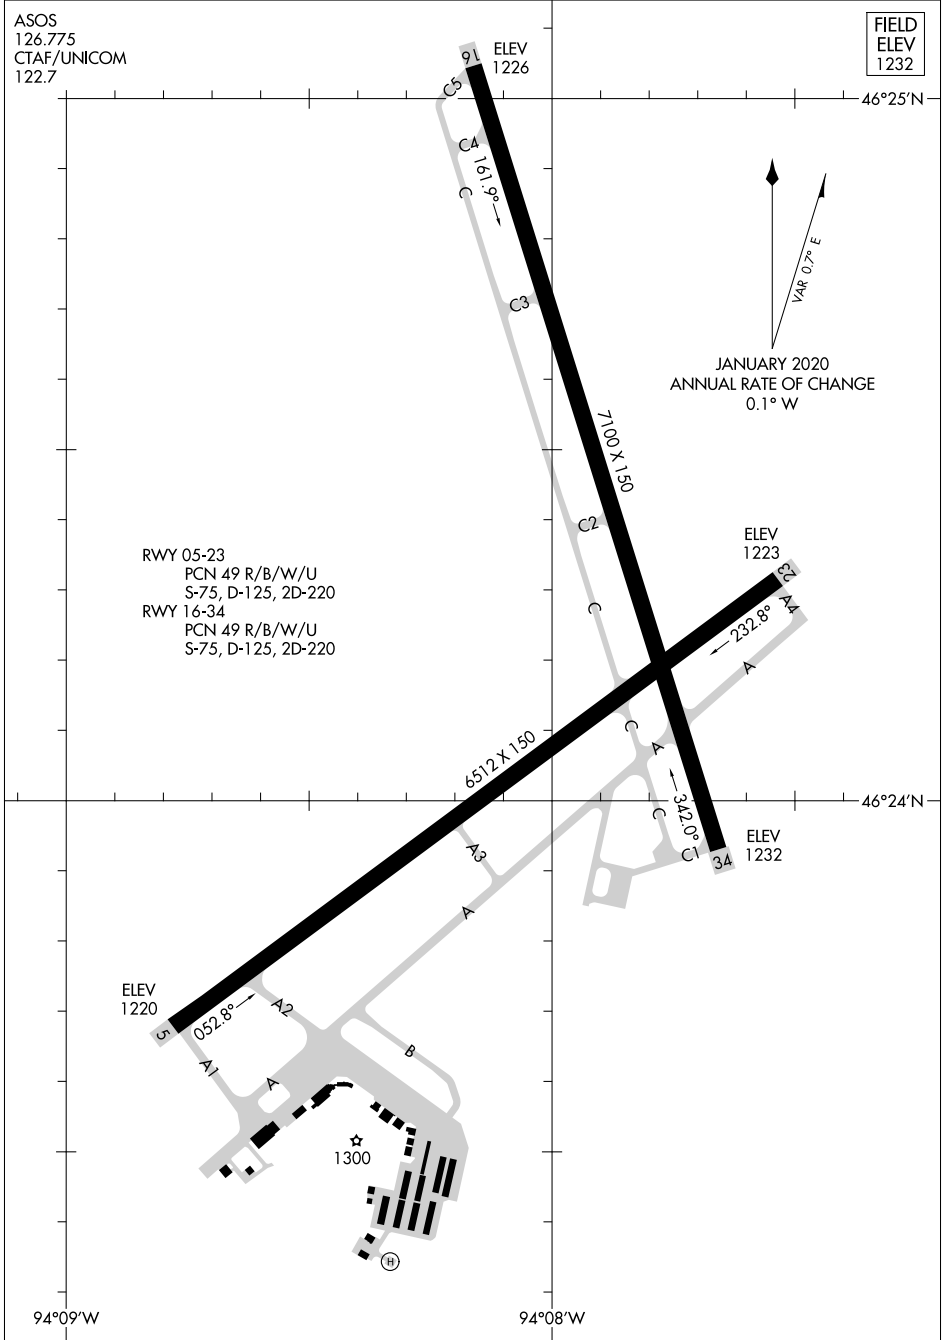 ASOS
126.775
CTAF/UNICOM
122.7
FIELD
ELEV
1232
16
ELEV
1226
46°25'N
C5
C4
161.9°
C
VAR 0.7° E
C3
JANUARY 2020
ANNUAL RATE OF CHANGE
0.1° W
7100 X 150
C2
ELEV
1223
RWY 05-23
PCN 49 R/B/W/U
S-75, D-125, 2D-220
RWY 16-34
PCN 49 R/B/W/U
S-75, D-125, 2D-220
23
A4
C
232.8°
A
C
A
6512 X 150
342.0°
46°24'N
C
C1
34
ELEV
1232
A3
A
ELEV
1220
5
052.8°
A2
A1
A
B
1300
H
94°09'W
94°08'W